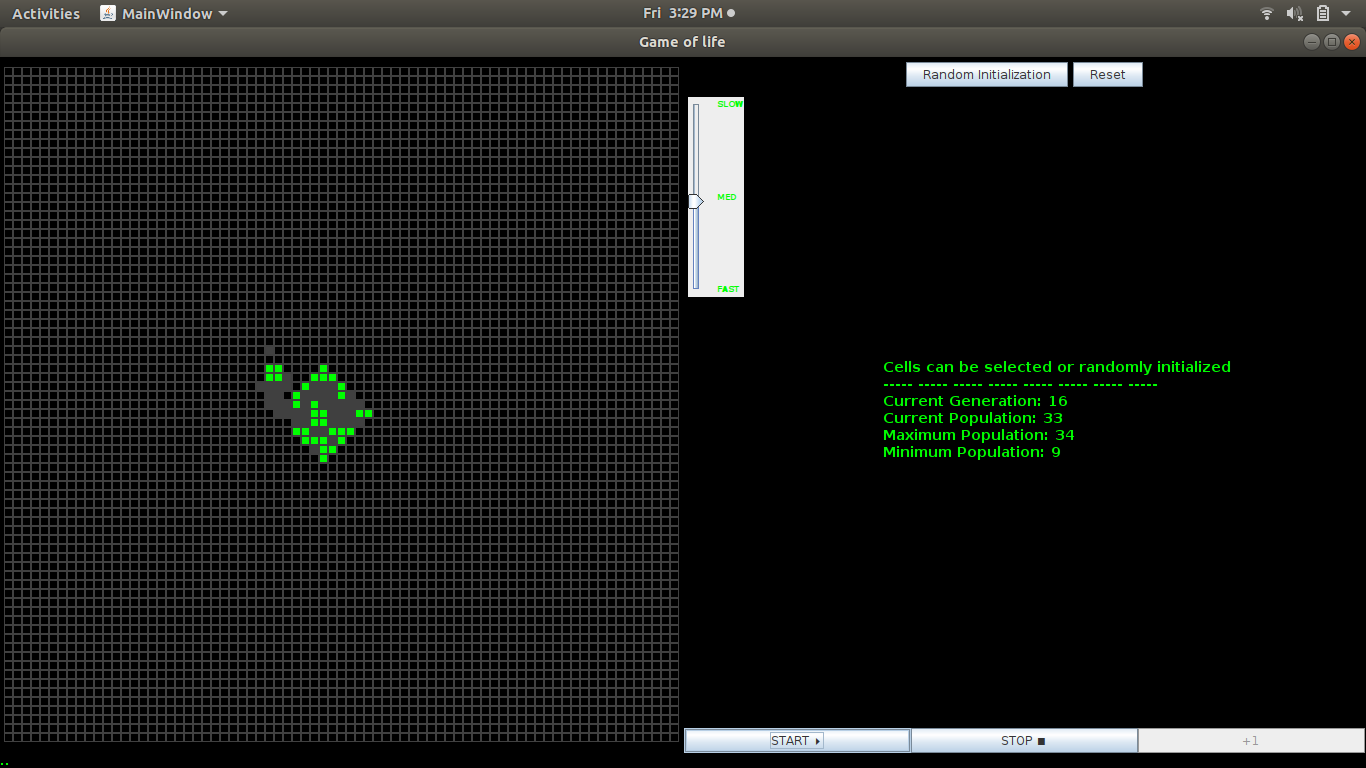 Activities MainWindow Fri 3:29 PM
Game of life
Random Initialization Reset
SLOW
MED
FAST
Cells can be selected or randomly initialized
----- ----- ----- ----- ----- ----- ----- -----
Current Generation: 16
Current Population: 33
Maximum Population: 34
Minimum Population: 9
START STOP +1